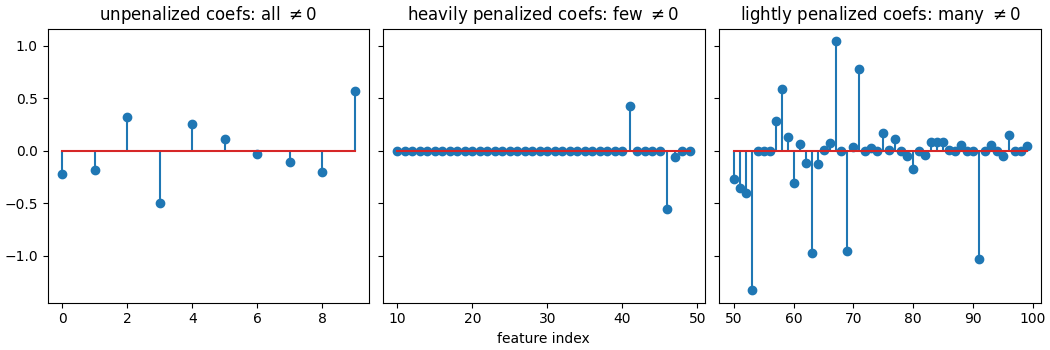 unpenalized coefs: all ≠0
heavily penalized coefs: few ≠0
lightly penalized coefs: many ≠0
1.0
0.5
0.0
−0.5
−1.0
0 2 4 6 8
10 20 30 40 50
50 60 70 80 90 100
feature index